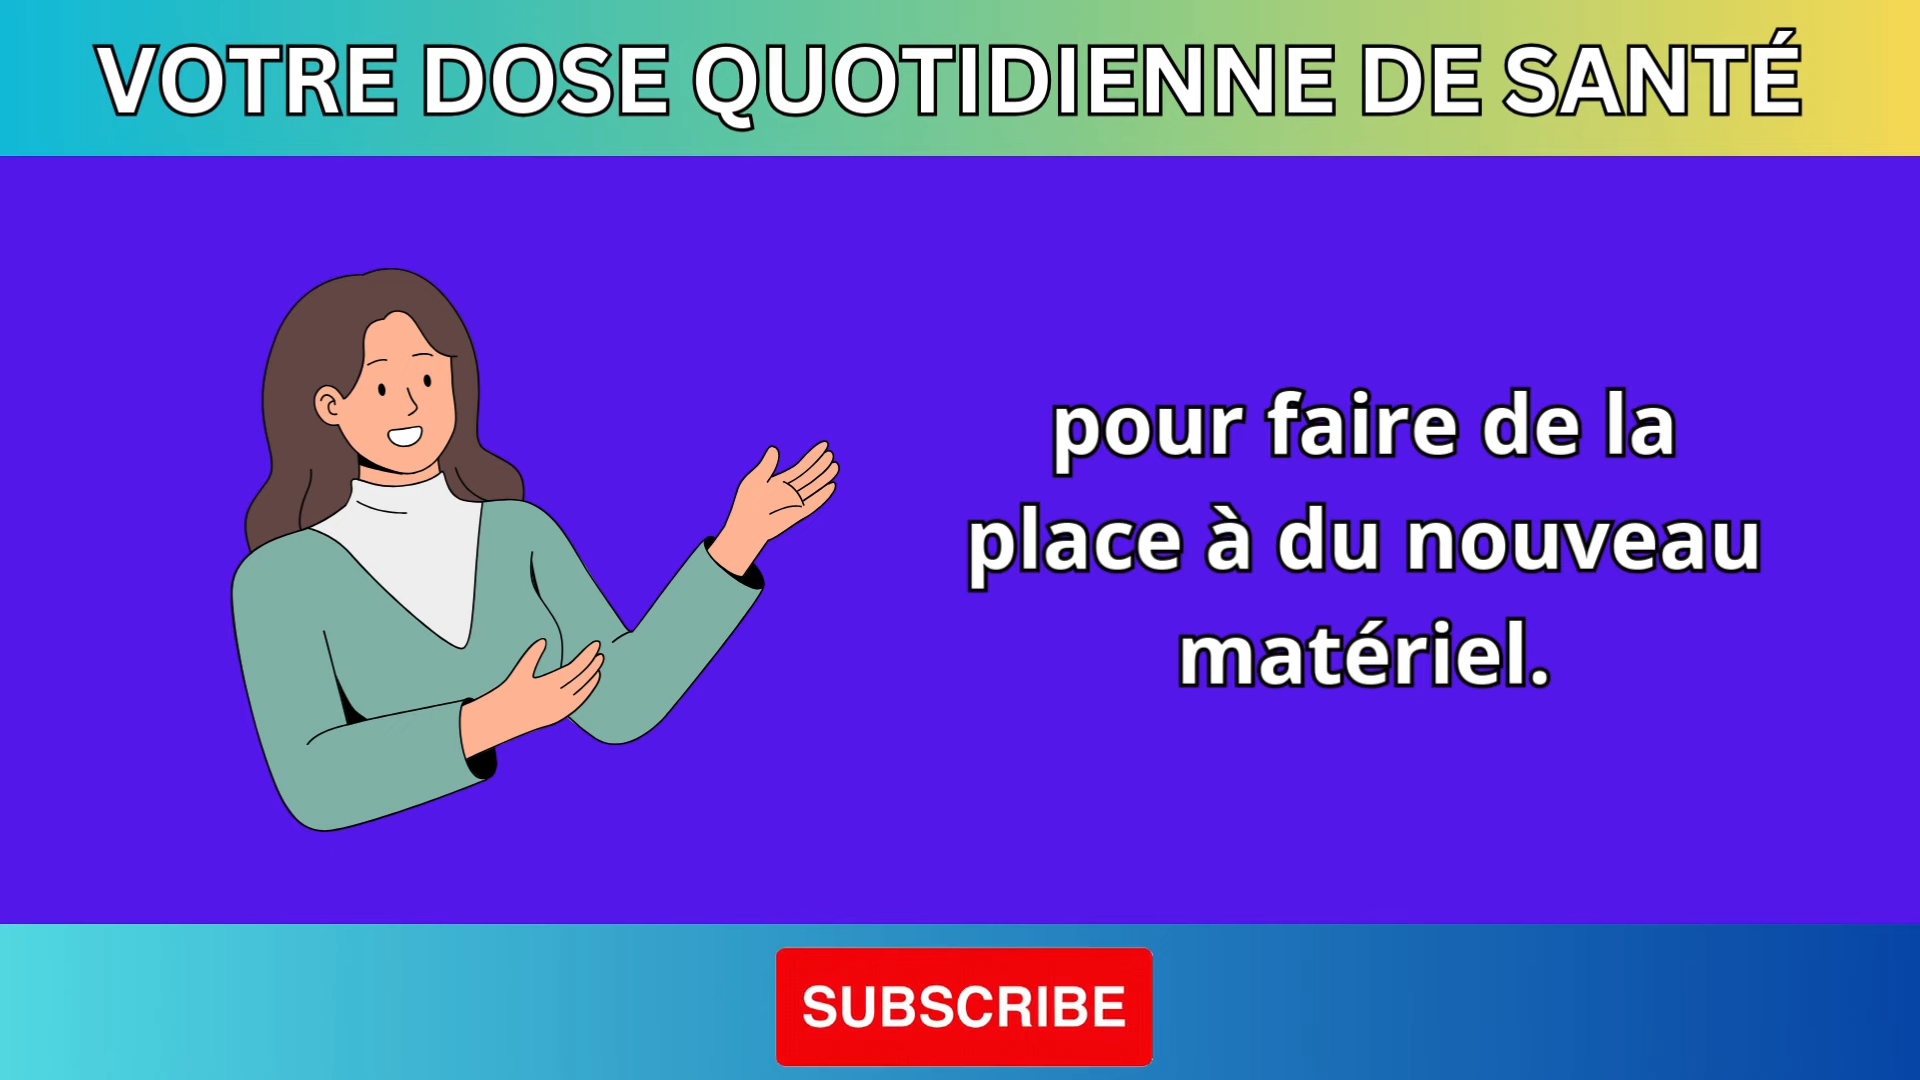 VOTRE DOSE QUOTIDIENNE DE SANTÉ
pour faire de la
place à du nouveau
matériel.
SUBSCRIBE